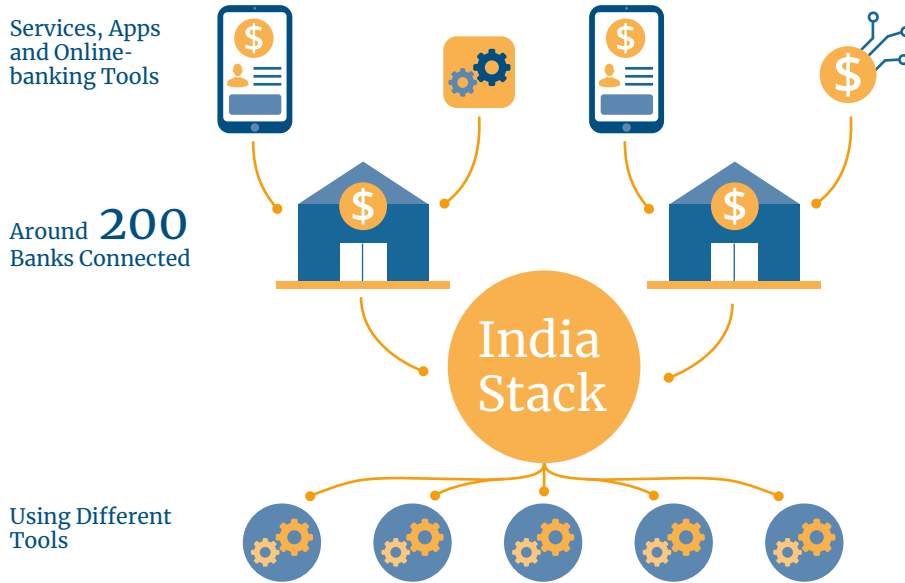 Services, Apps
and Online-
banking Tools
$
$
$
Around 200
Banks Connected
$
$
India
Stack
Using Different
Tools